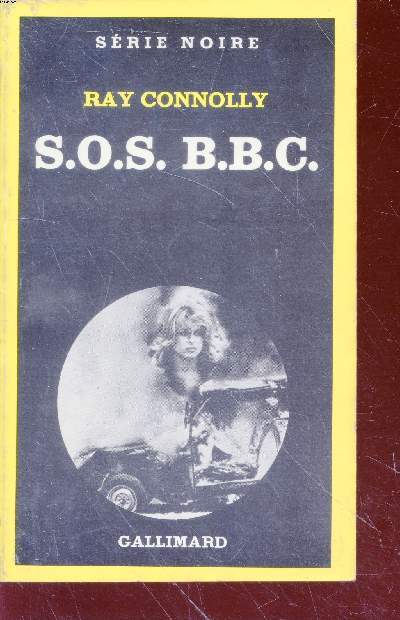 SÉRIE NOIRE
RAY CONNOLLY
S.O.S. B.B.C.
GALLIMARD